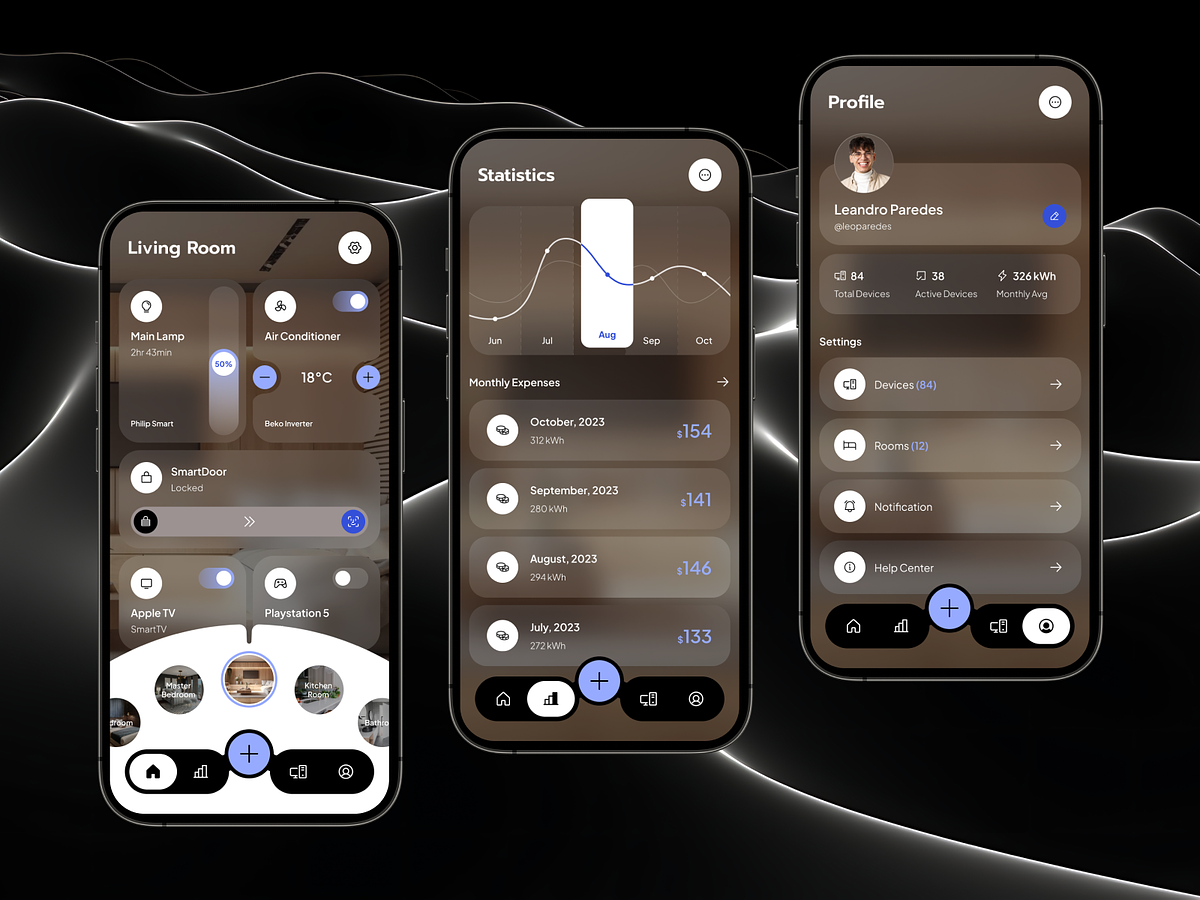 Living Room
Main Lamp
2hr 43min
50%
Philip Smart
Air Conditioner
18°C
Beko Inverter
SmartDoor
Locked
Apple TV
SmartTV
Playstation 5
droom
Master
Bedroom
Kitchen
Room
Bathro
Statistics
Jun
Jul
Aug
Sep
Oct
Monthly Expenses
October, 2023
312 kWh
$154
September, 2023
280 kWh
$141
August, 2023
294 kWh
$146
July, 2023
272 kWh
$133
Profile
Leandro Paredes
@leoparedes
84
Total Devices
38
Active Devices
326 kWh
Monthly Avg
Settings
Devices (84)
Rooms (12)
Notification
Help Center